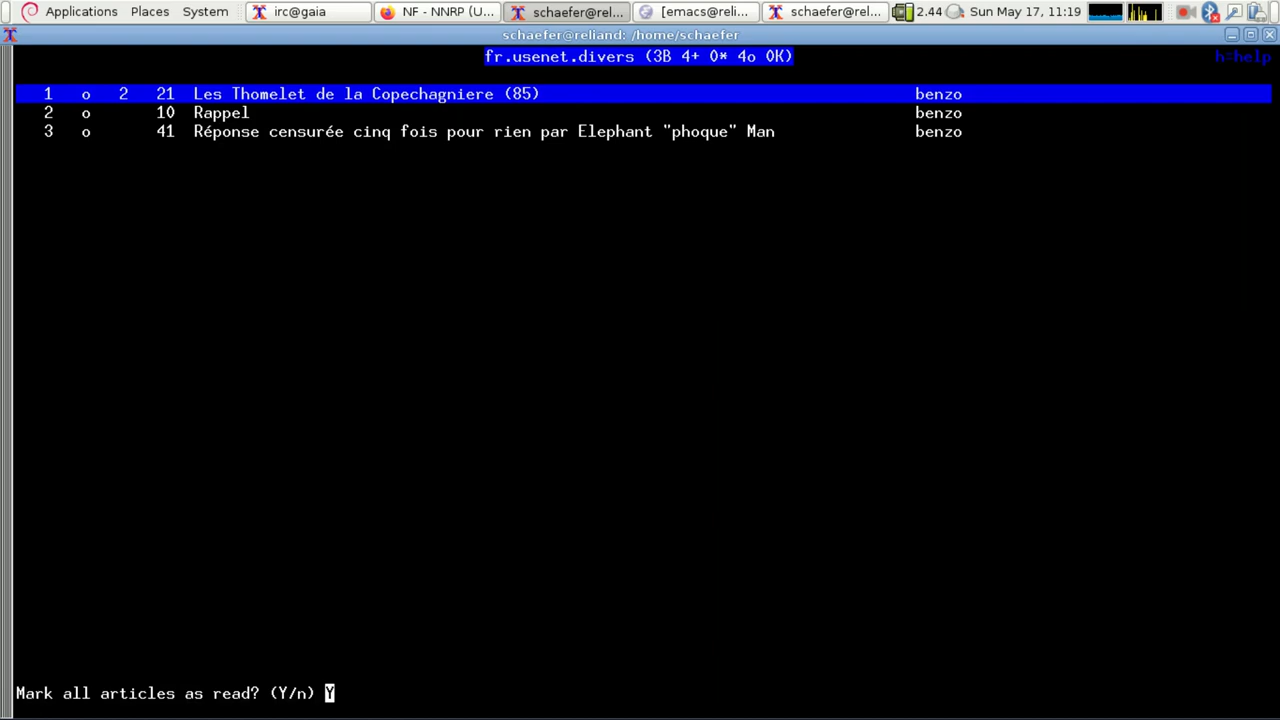 Applications Places System irc@gaia NF - NNRP (U... schaefer@rel... [emacs@reli... schaefer@rel... 2.44 Sun May 17, 11:19
schaefer@reliand: /home/schaefer
fr.usenet.divers (3B 4+ 0* 4o 0K) h=help
1 o 2 21 Les Thomelet de la Copechagniere (85) benzo
2 o 10 Rappel benzo
3 o 41 Réponse censurée cinq fois pour rien par Elephant "phoque" Man benzo
Mark all articles as read? (Y/n) Y